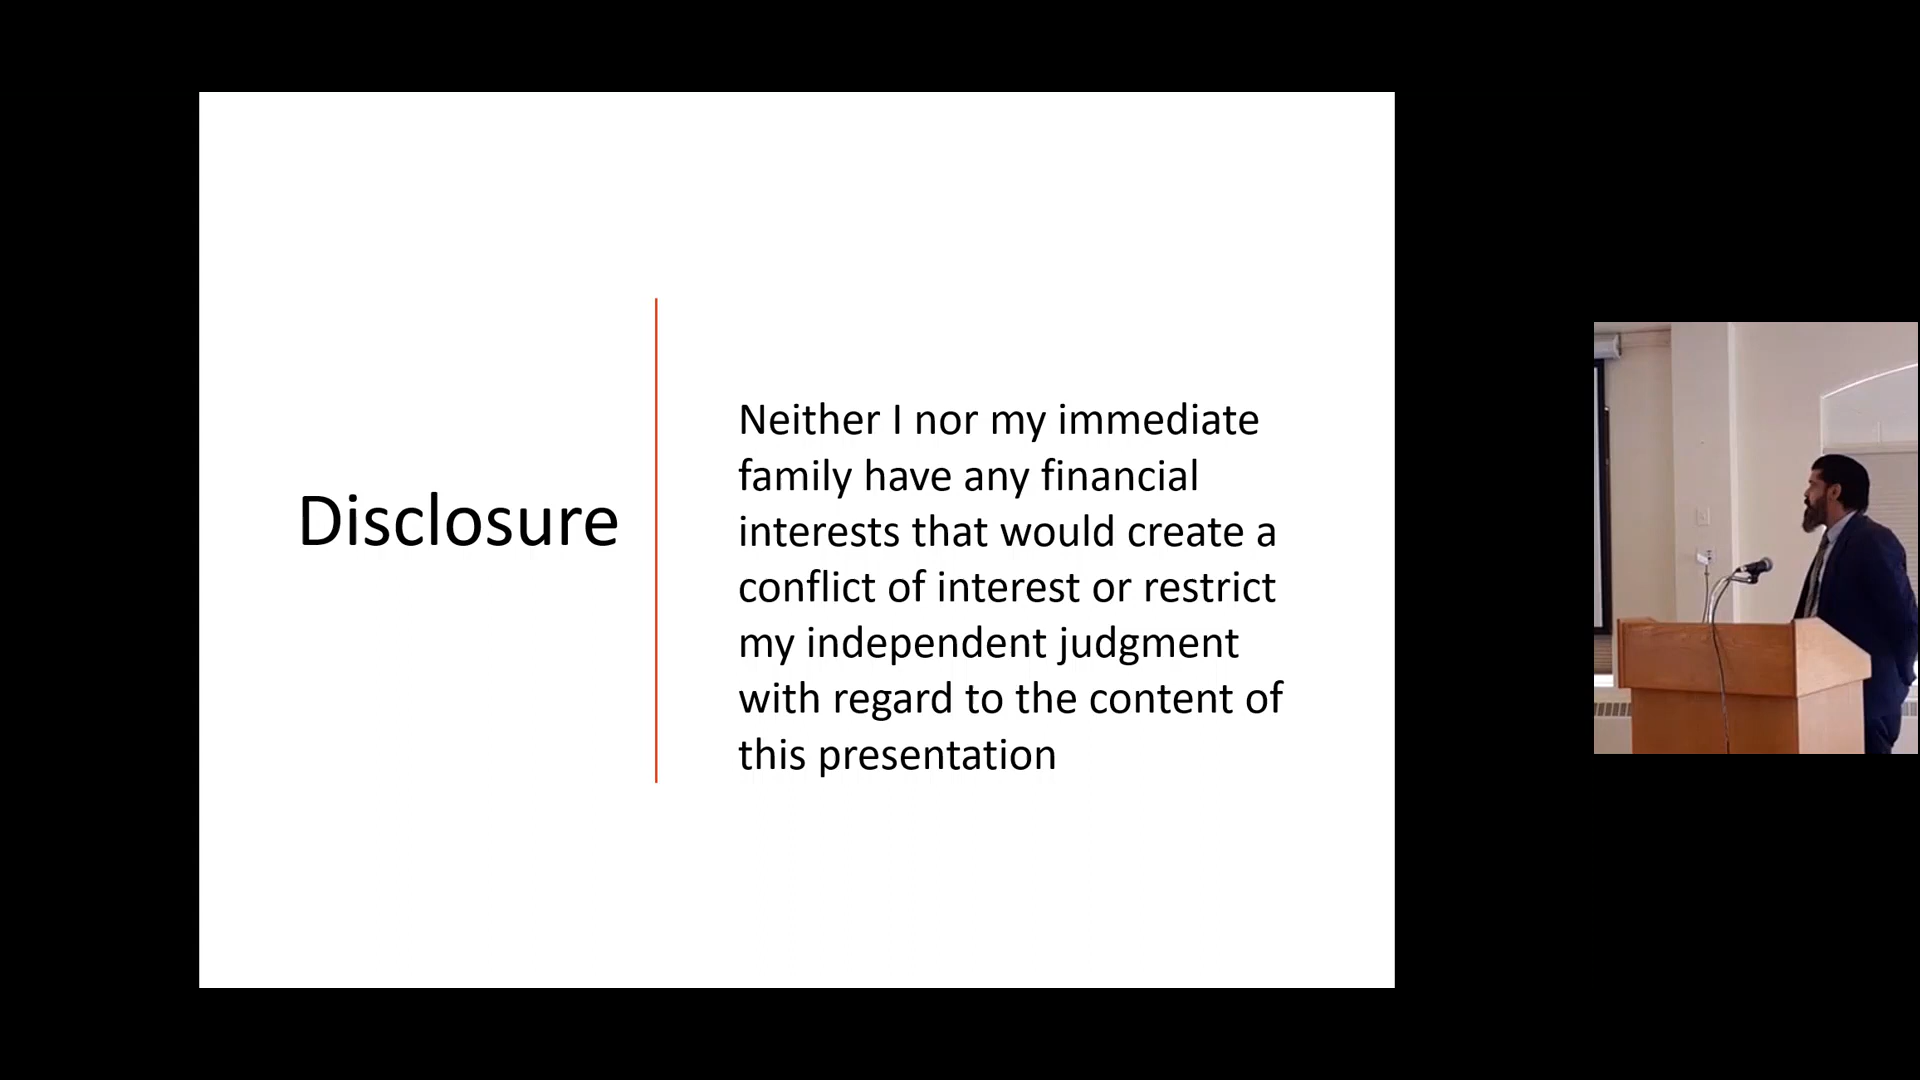 Disclosure
Neither I nor my immediate
family have any financial
interests that would create a
conflict of interest or restrict
my independent judgment
with regard to the content of
this presentation